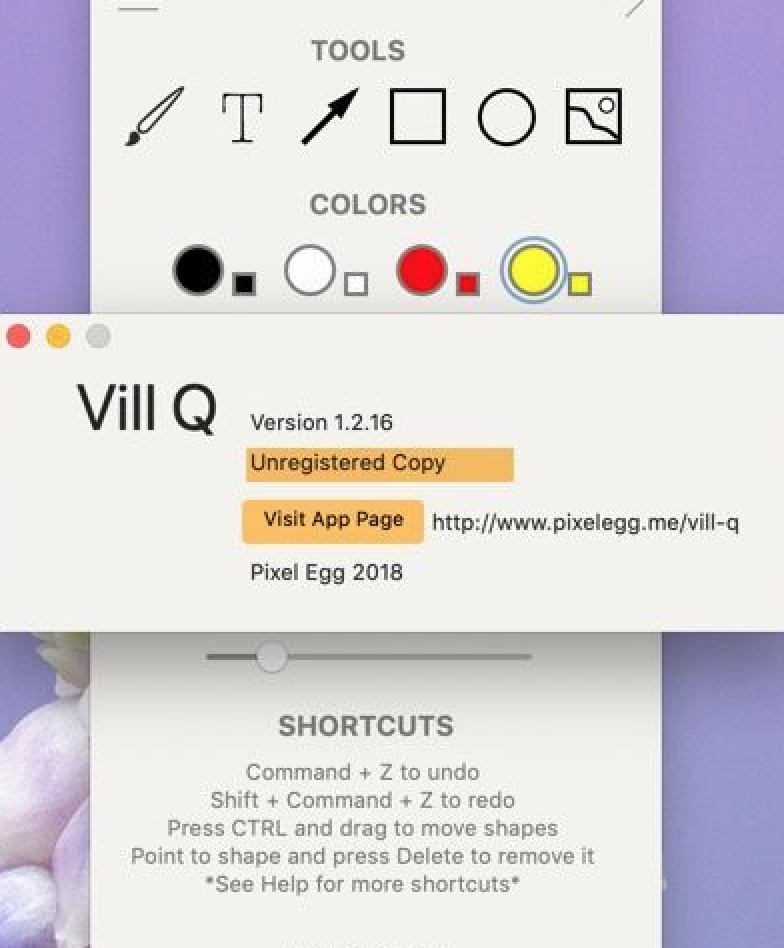 TOOLS
T
COLORS
Vill Q
Version 1.2.16
Unregistered Copy
Visit App Page http://www.pixelegg.me/vill-q
Pixel Egg 2018
SHORTCUTS
Command + Z to undo
Shift + Command + Z to redo
Press CTRL and drag to move shapes
Point to shape and press Delete to remove it
*See Help for more shortcuts*